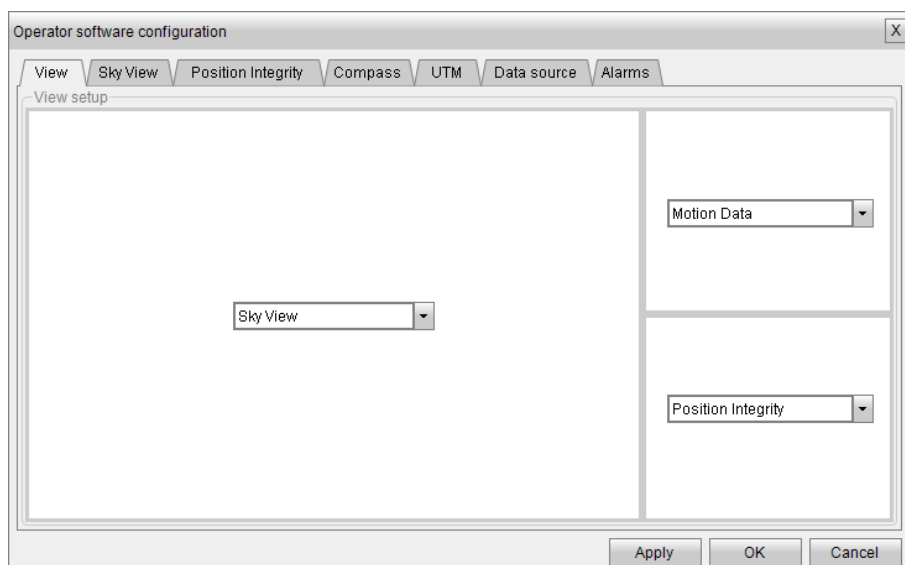 Operator software configuration X
View Sky View Position Integrity Compass UTM Data source Alarms
View setup
Motion Data
Sky View
Position Integrity
Apply OK Cancel